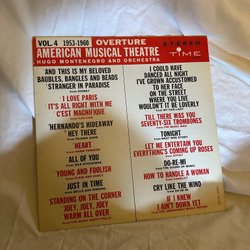 VOL. 4 1953-1960 OVERTURE STEREO
AMERICAN MUSICAL THEATRE TIME
HUGO MONTENEGRO AND ORCHESTRA
AND THIS IS MY BELOVED
BAUBLES, BANGLES AND BEADS
STRANGER IN PARADISE
I LOVE PARIS
IT'S ALL RIGHT WITH ME
C'EST MAGNIFIQUE
HERNANDO'S HIDEAWAY
HEY THERE
HEART
ALL OF YOU
YOUNG AND FOOLISH
JUST IN TIME
STANDING ON THE CORNER
JOEY, JOEY, JOEY
WARM ALL OVER
I COULD HAVE
DANCED ALL NIGHT
I'VE GROWN ACCUSTOMED
TO HER FACE
ON THE STREET
WHERE YOU LIVE
WOULDN'T IT BE LOVERLY
TILL THERE WAS YOU
SEVENTY-SIX TROMBONES
TONIGHT
LET ME ENTERTAIN YOU
EVERYTHING'S COMING UP ROSES
DO-RE-MI
HOW TO HANDLE A WOMAN
CRY LIKE THE WIND
IF I KNEW
I AIN'T DOWN YET